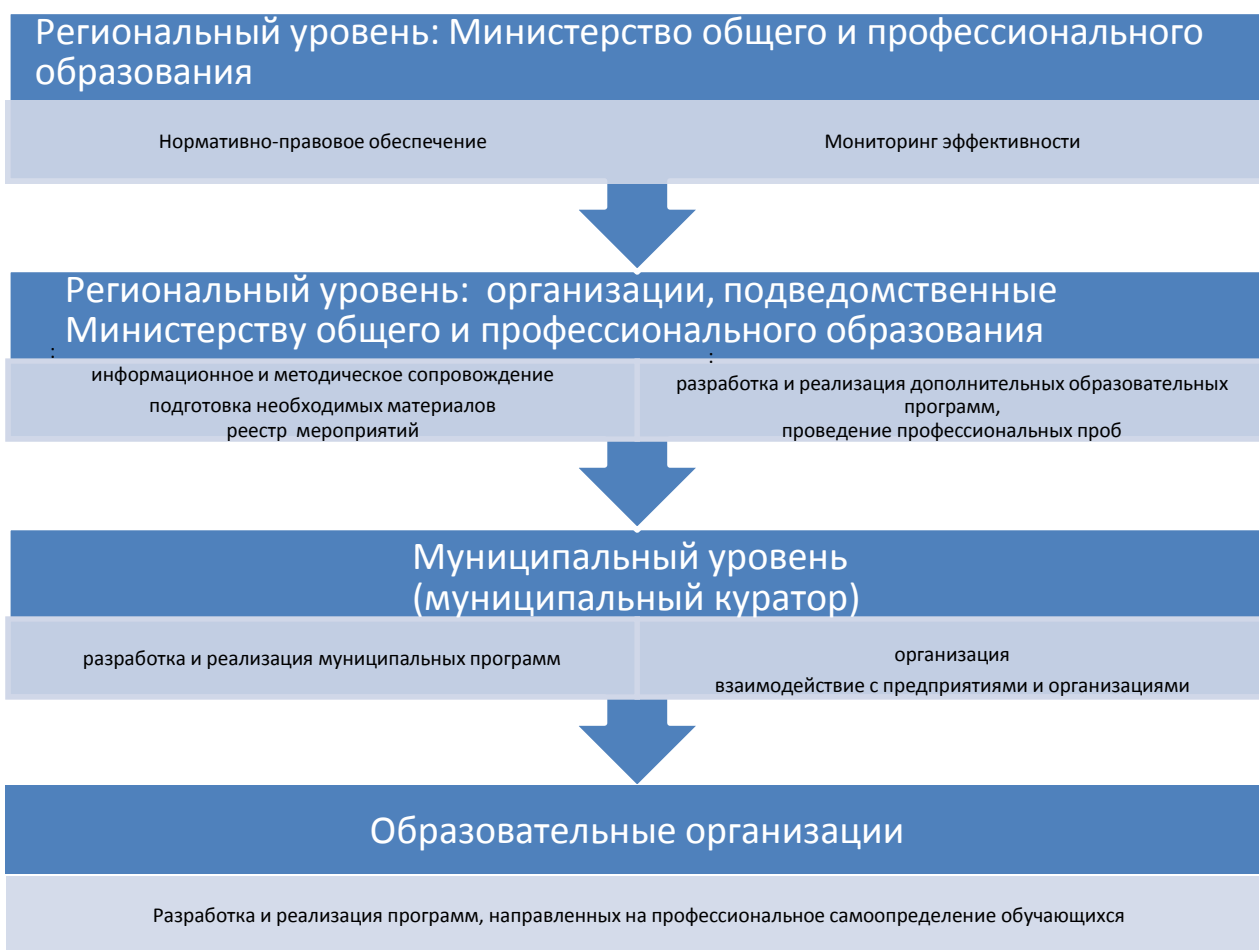 Региональный уровень: Министерство общего и профессионального
образования
Нормативно-правовое обеспечение
Мониторинг эффективности
Региональный уровень: организации, подведомственные
Министерству общего и профессионального образования
:
информационное и методическое сопровождение
подготовка необходимых материалов
реестр мероприятий
:
разработка и реализация дополнительных образовательных
программ,
проведение профессиональных проб
Муниципальный уровень
(муниципальный куратор)
разработка и реализация муниципальных программ
организация
взаимодействие с предприятиями и организациями
Образовательные организации
Разработка и реализация программ, направленных на профессиональное самоопределение обучающихся